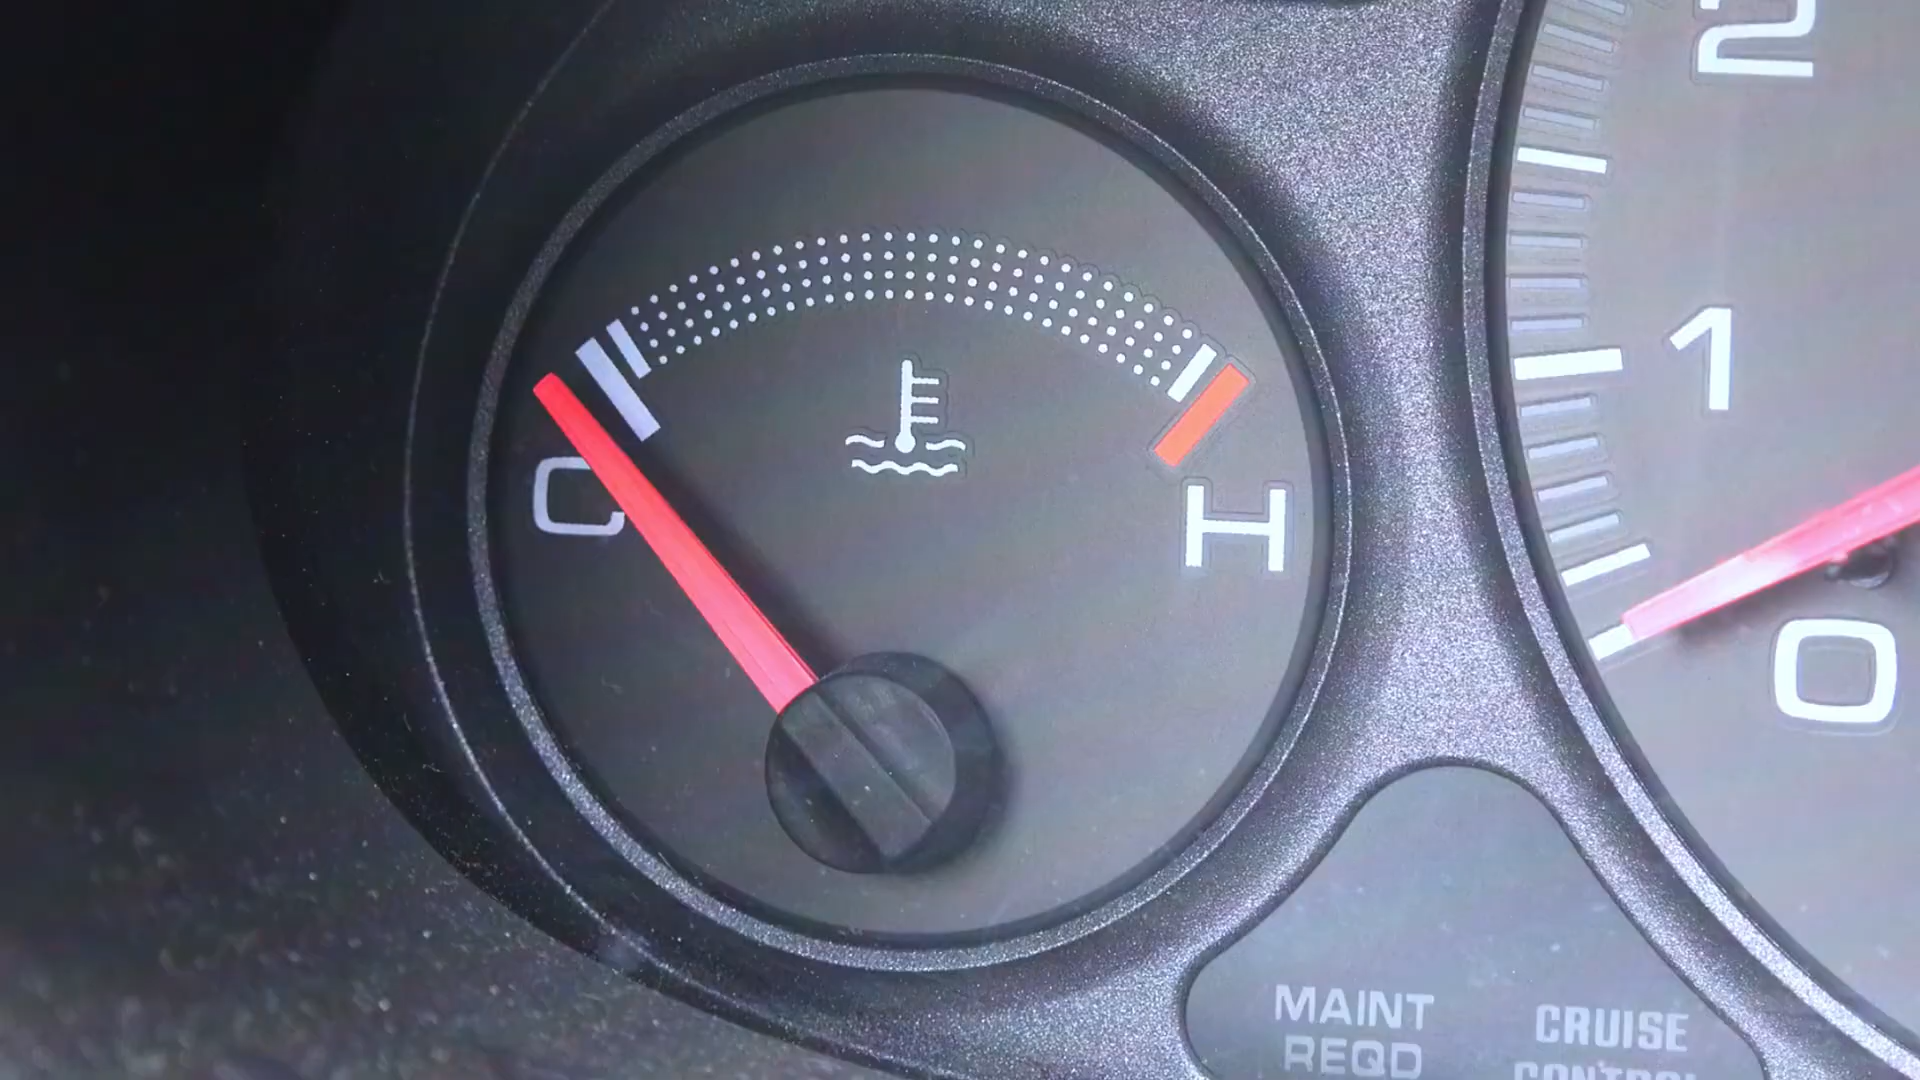 2
1
C
H
0
MAINT
REQD
CRUISE
CONTROL